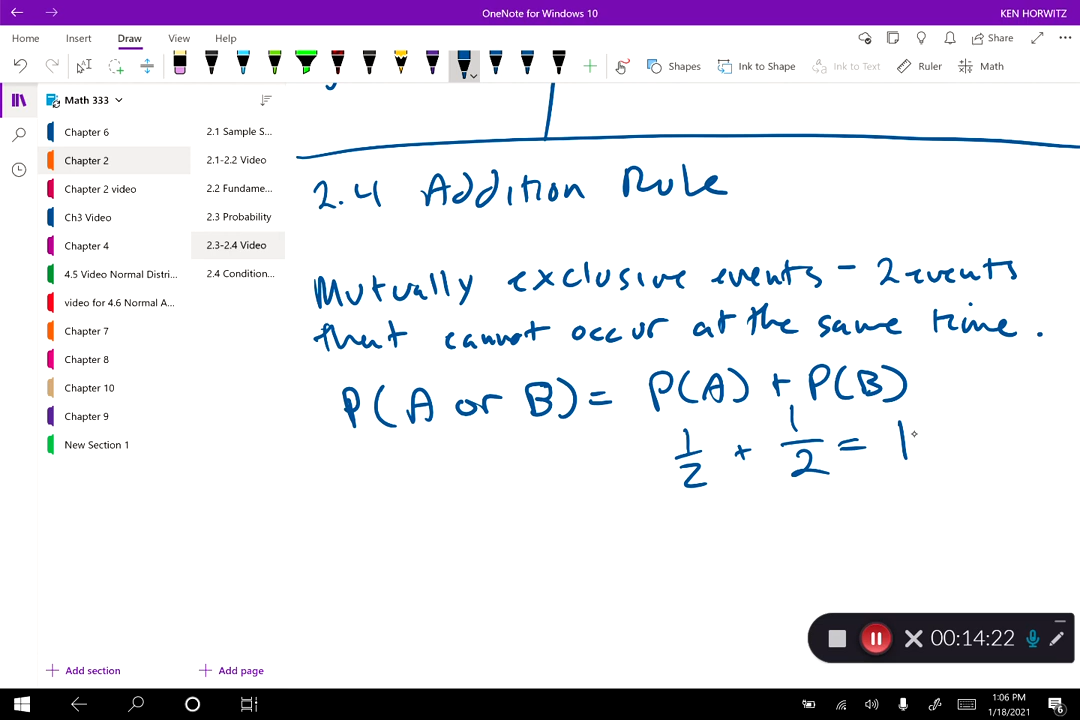 OneNote for Windows 10
KEN HORWITZ
Home Insert Draw View Help
Share
Shapes Ink to Shape Ink to Text Ruler Math
Math 333
Chapter 6
Chapter 2
Chapter 2 video
Ch3 Video
Chapter 4
4.5 Video Normal Distri...
video for 4.6 Normal A...
Chapter 7
Chapter 8
Chapter 10
Chapter 9
New Section 1
2.1 Sample S...
2.1-2.2 Video
2.2 Fundame...
2.3 Probability
2.3-2.4 Video
2.4 Condition...
2.4 Addition Rule
Mutually exclusive events - 2 events
that cannot occur at the same time.
P(A or B) = P(A) + P(B)
1/2 + 1/2 = 1
00:14:22
+ Add section
+ Add page
1:06 PM
1/18/2021
6